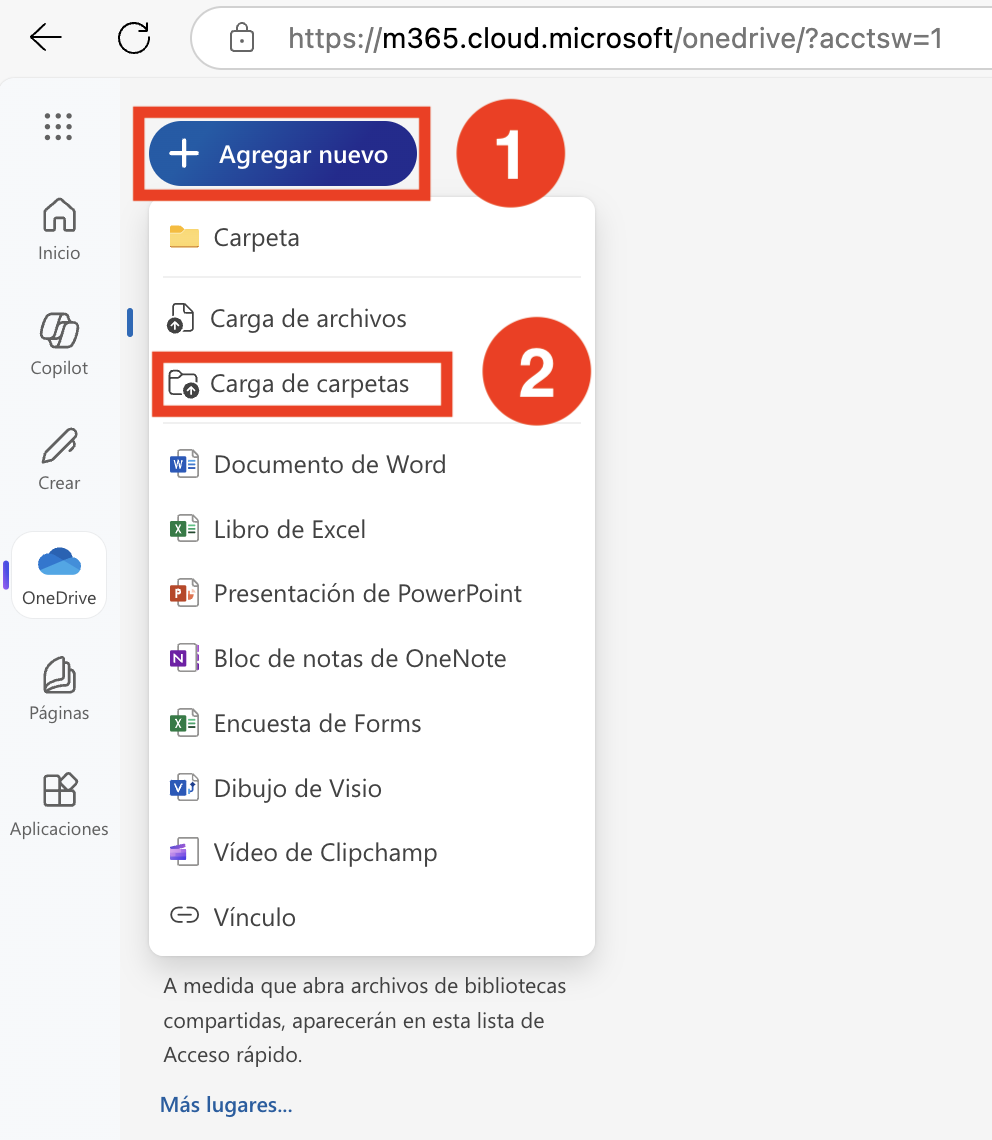 https://m365.cloud.microsoft/onedrive/?acctsw=1
Agregar nuevo
1
Carpeta
Carga de archivos
Carga de carpetas
2
Documento de Word
Libro de Excel
Presentación de PowerPoint
Bloc de notas de OneNote
Encuesta de Forms
Dibujo de Visio
Vídeo de Clipchamp
Vínculo
A medida que abra archivos de bibliotecas
compartidas, aparecerán en esta lista de
Acceso rápido.
Más lugares...
Inicio
Copilot
Crear
OneDrive
Páginas
Aplicaciones